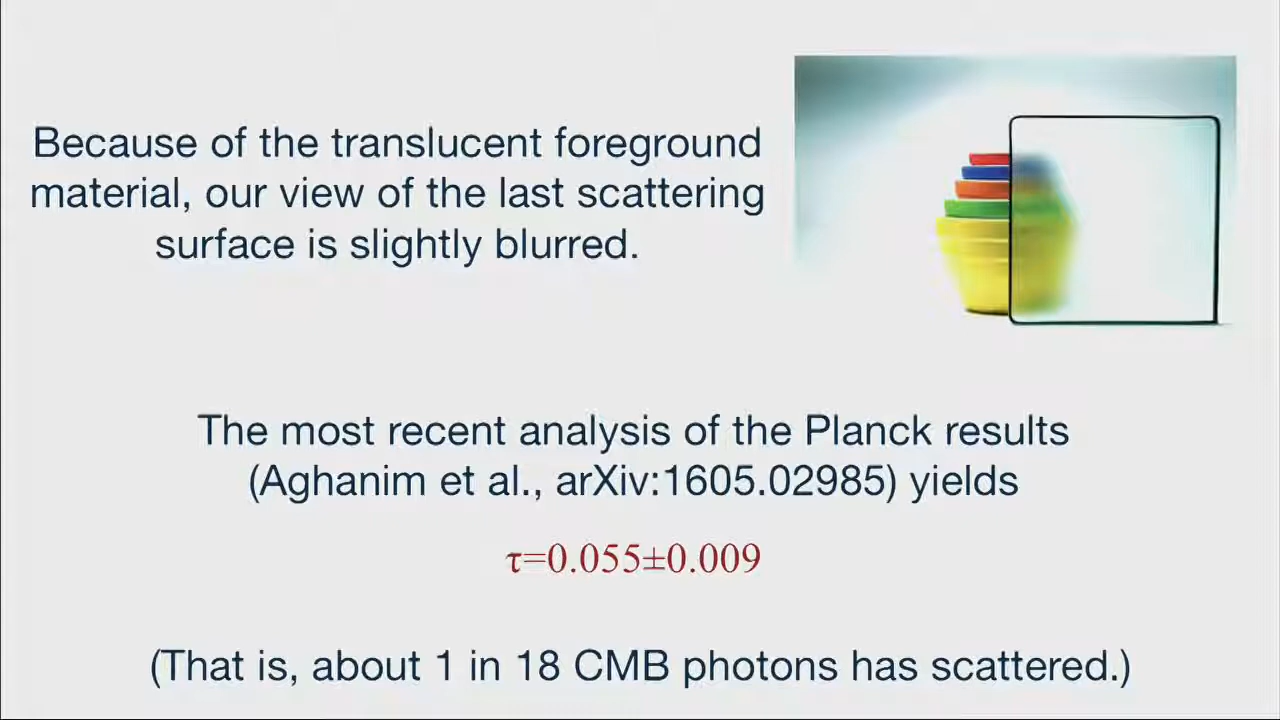 Because of the translucent foreground
material, our view of the last scattering
surface is slightly blurred.
The most recent analysis of the Planck results
(Aghanim et al., arXiv:1605.02985) yields
τ=0.055±0.009
(That is, about 1 in 18 CMB photons has scattered.)